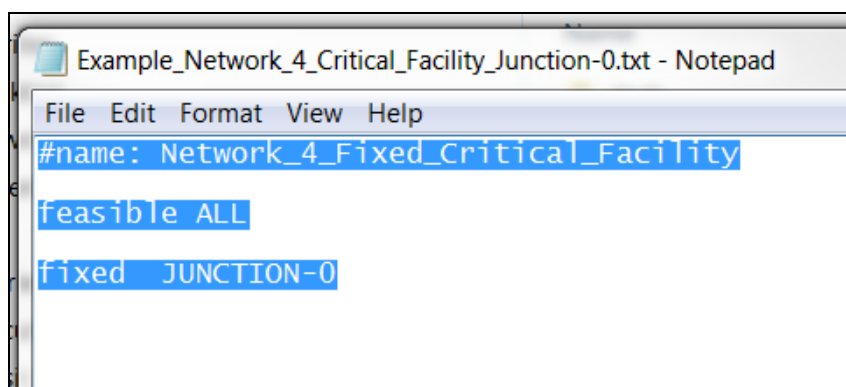 Example_Network_4_Critical_Facility_Junction-0.txt - Notepad
File Edit Format View Help
#name: Network_4_Fixed_Critical_Facility
feasible ALL
fixed  JUNCTION-0